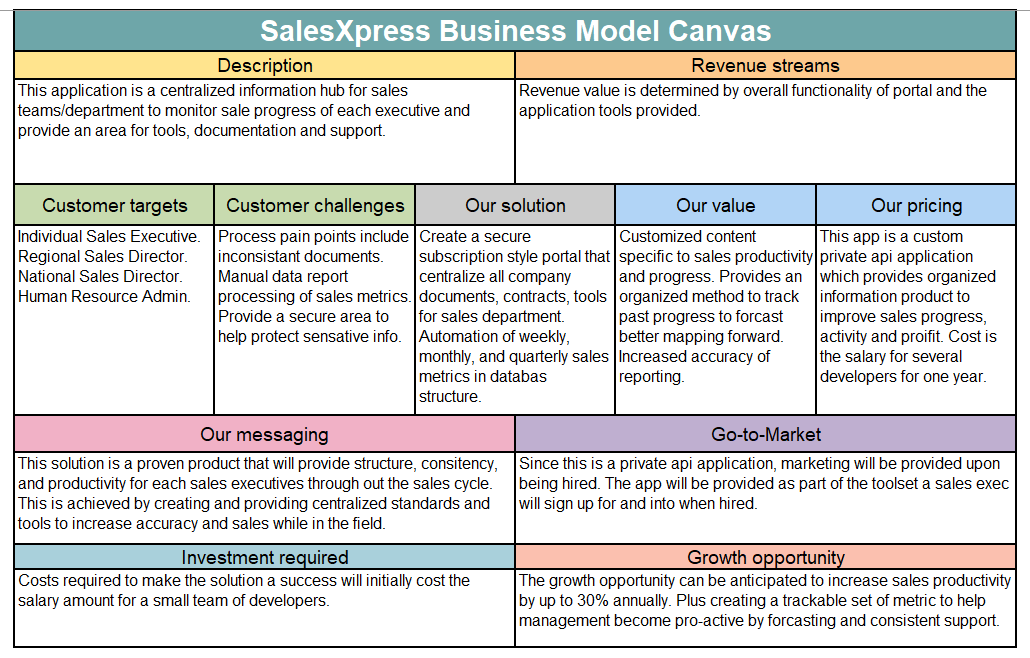 SalesXpress Business Model Canvas
Description
This application is a centralized information hub for sales
teams/department to monitor sale progress of each executive and
provide an area for tools, documentation and support.
Revenue streams
Revenue value is determined by overall functionality of portal and the
application tools provided.
Customer targets
Individual Sales Executive.
Regional Sales Director.
National Sales Director.
Human Resource Admin.
Customer challenges
Process pain points include
inconsistant documents.
Manual data report
processing of sales metrics.
Provide a secure area to
help protect sensative info.
Our solution
Create a secure
subscription style portal that
centralize all company
documents, contracts, tools
for sales department.
Automation of weekly,
monthly, and quarterly sales
metrics in databas
structure.
Our value
Customized content
specific to sales productivity
and progress. Provides an
organized method to track
past progress to forcast
better mapping forward.
Increased accuracy of
reporting.
Our pricing
This app is a custom
private api application
which provides organized
information product to
improve sales progress,
activity and proifit. Cost is
the salary for several
developers for one year.
Our messaging
This solution is a proven product that will provide structure, consitency,
and productivity for each sales executives through out the sales cycle.
This is achieved by creating and providing centralized standards and
tools to increase accuracy and sales while in the field.
Go-to-Market
Since this is a private api application, marketing will be provided upon
being hired. The app will be provided as part of the toolset a sales exec
will sign up for and into when hired.
Investment required
Costs required to make the solution a success will initially cost the
salary amount for a small team of developers.
Growth opportunity
The growth opportunity can be anticipated to increase sales productivity
by up to 30% annually. Plus creating a trackable set of metric to help
management become pro-active by forcasting and consistent support.